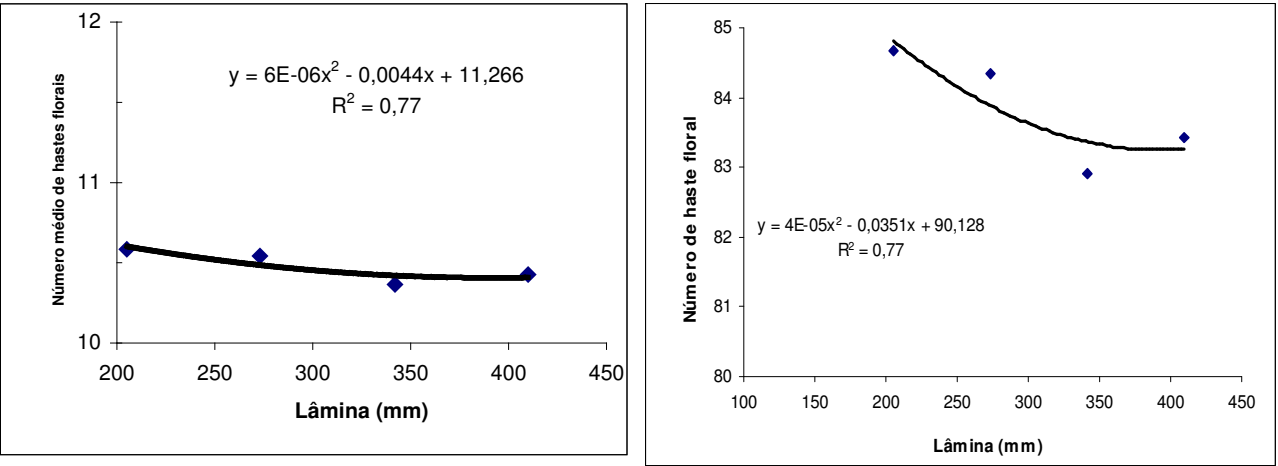 12
11
10
Número médio de hastes florais
y = 6E-06x² - 0,0044x + 11,266
R² = 0,77
200 250 300 350 400 450
Lâmina (mm)
85
84
83
82
81
80
Número de haste floral
y = 4E-05x² - 0,0351x + 90,128
R² = 0,77
100 150 200 250 300 350 400 450
Lâmina (mm)